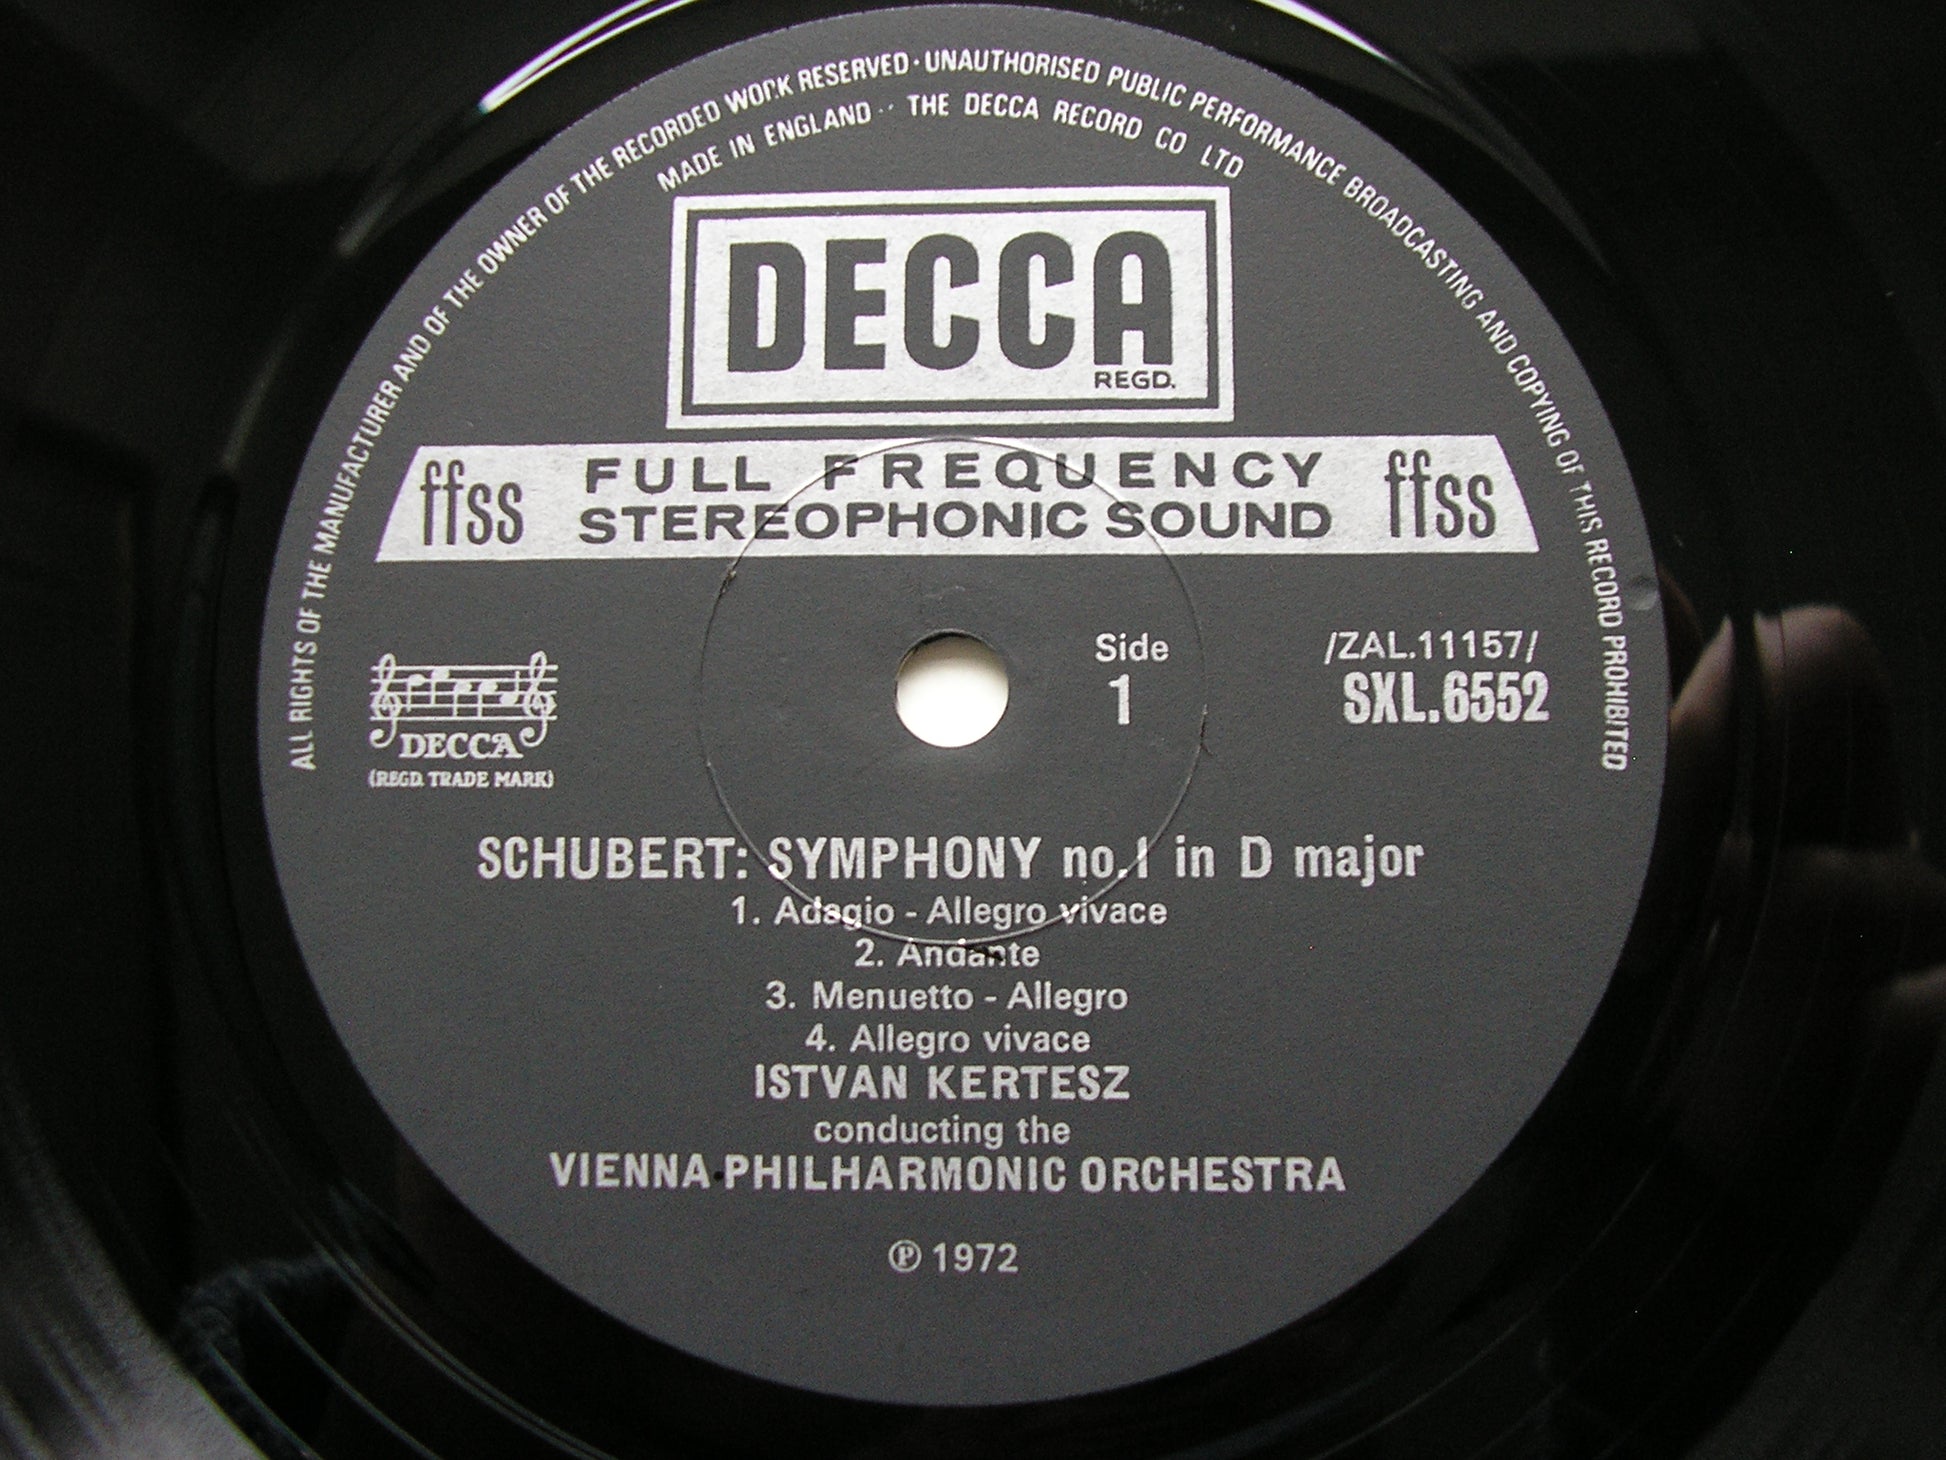 ALL RIGHTS OF THE MANUFACTURER AND OF THE OWNER OF THE RECORDED WORK RESERVED · UNAUTHORISED PUBLIC PERFORMANCE BROADCASTING AND COPYING OF THIS RECORD PROHIBITED
MADE IN ENGLAND ·· THE DECCA RECORD CO LTD
DECCA
REGD.
ffss FULL FREQUENCY ffss
STEREOPHONIC SOUND
Side
1
/ZAL.11157/
SXL.6552
DECCA
(REGD. TRADE MARK)
SCHUBERT: SYMPHONY no.1 in D major
1. Adagio - Allegro vivace
2. Andante
3. Menuetto - Allegro
4. Allegro vivace
ISTVAN KERTESZ
conducting the
VIENNA PHILHARMONIC ORCHESTRA
℗ 1972